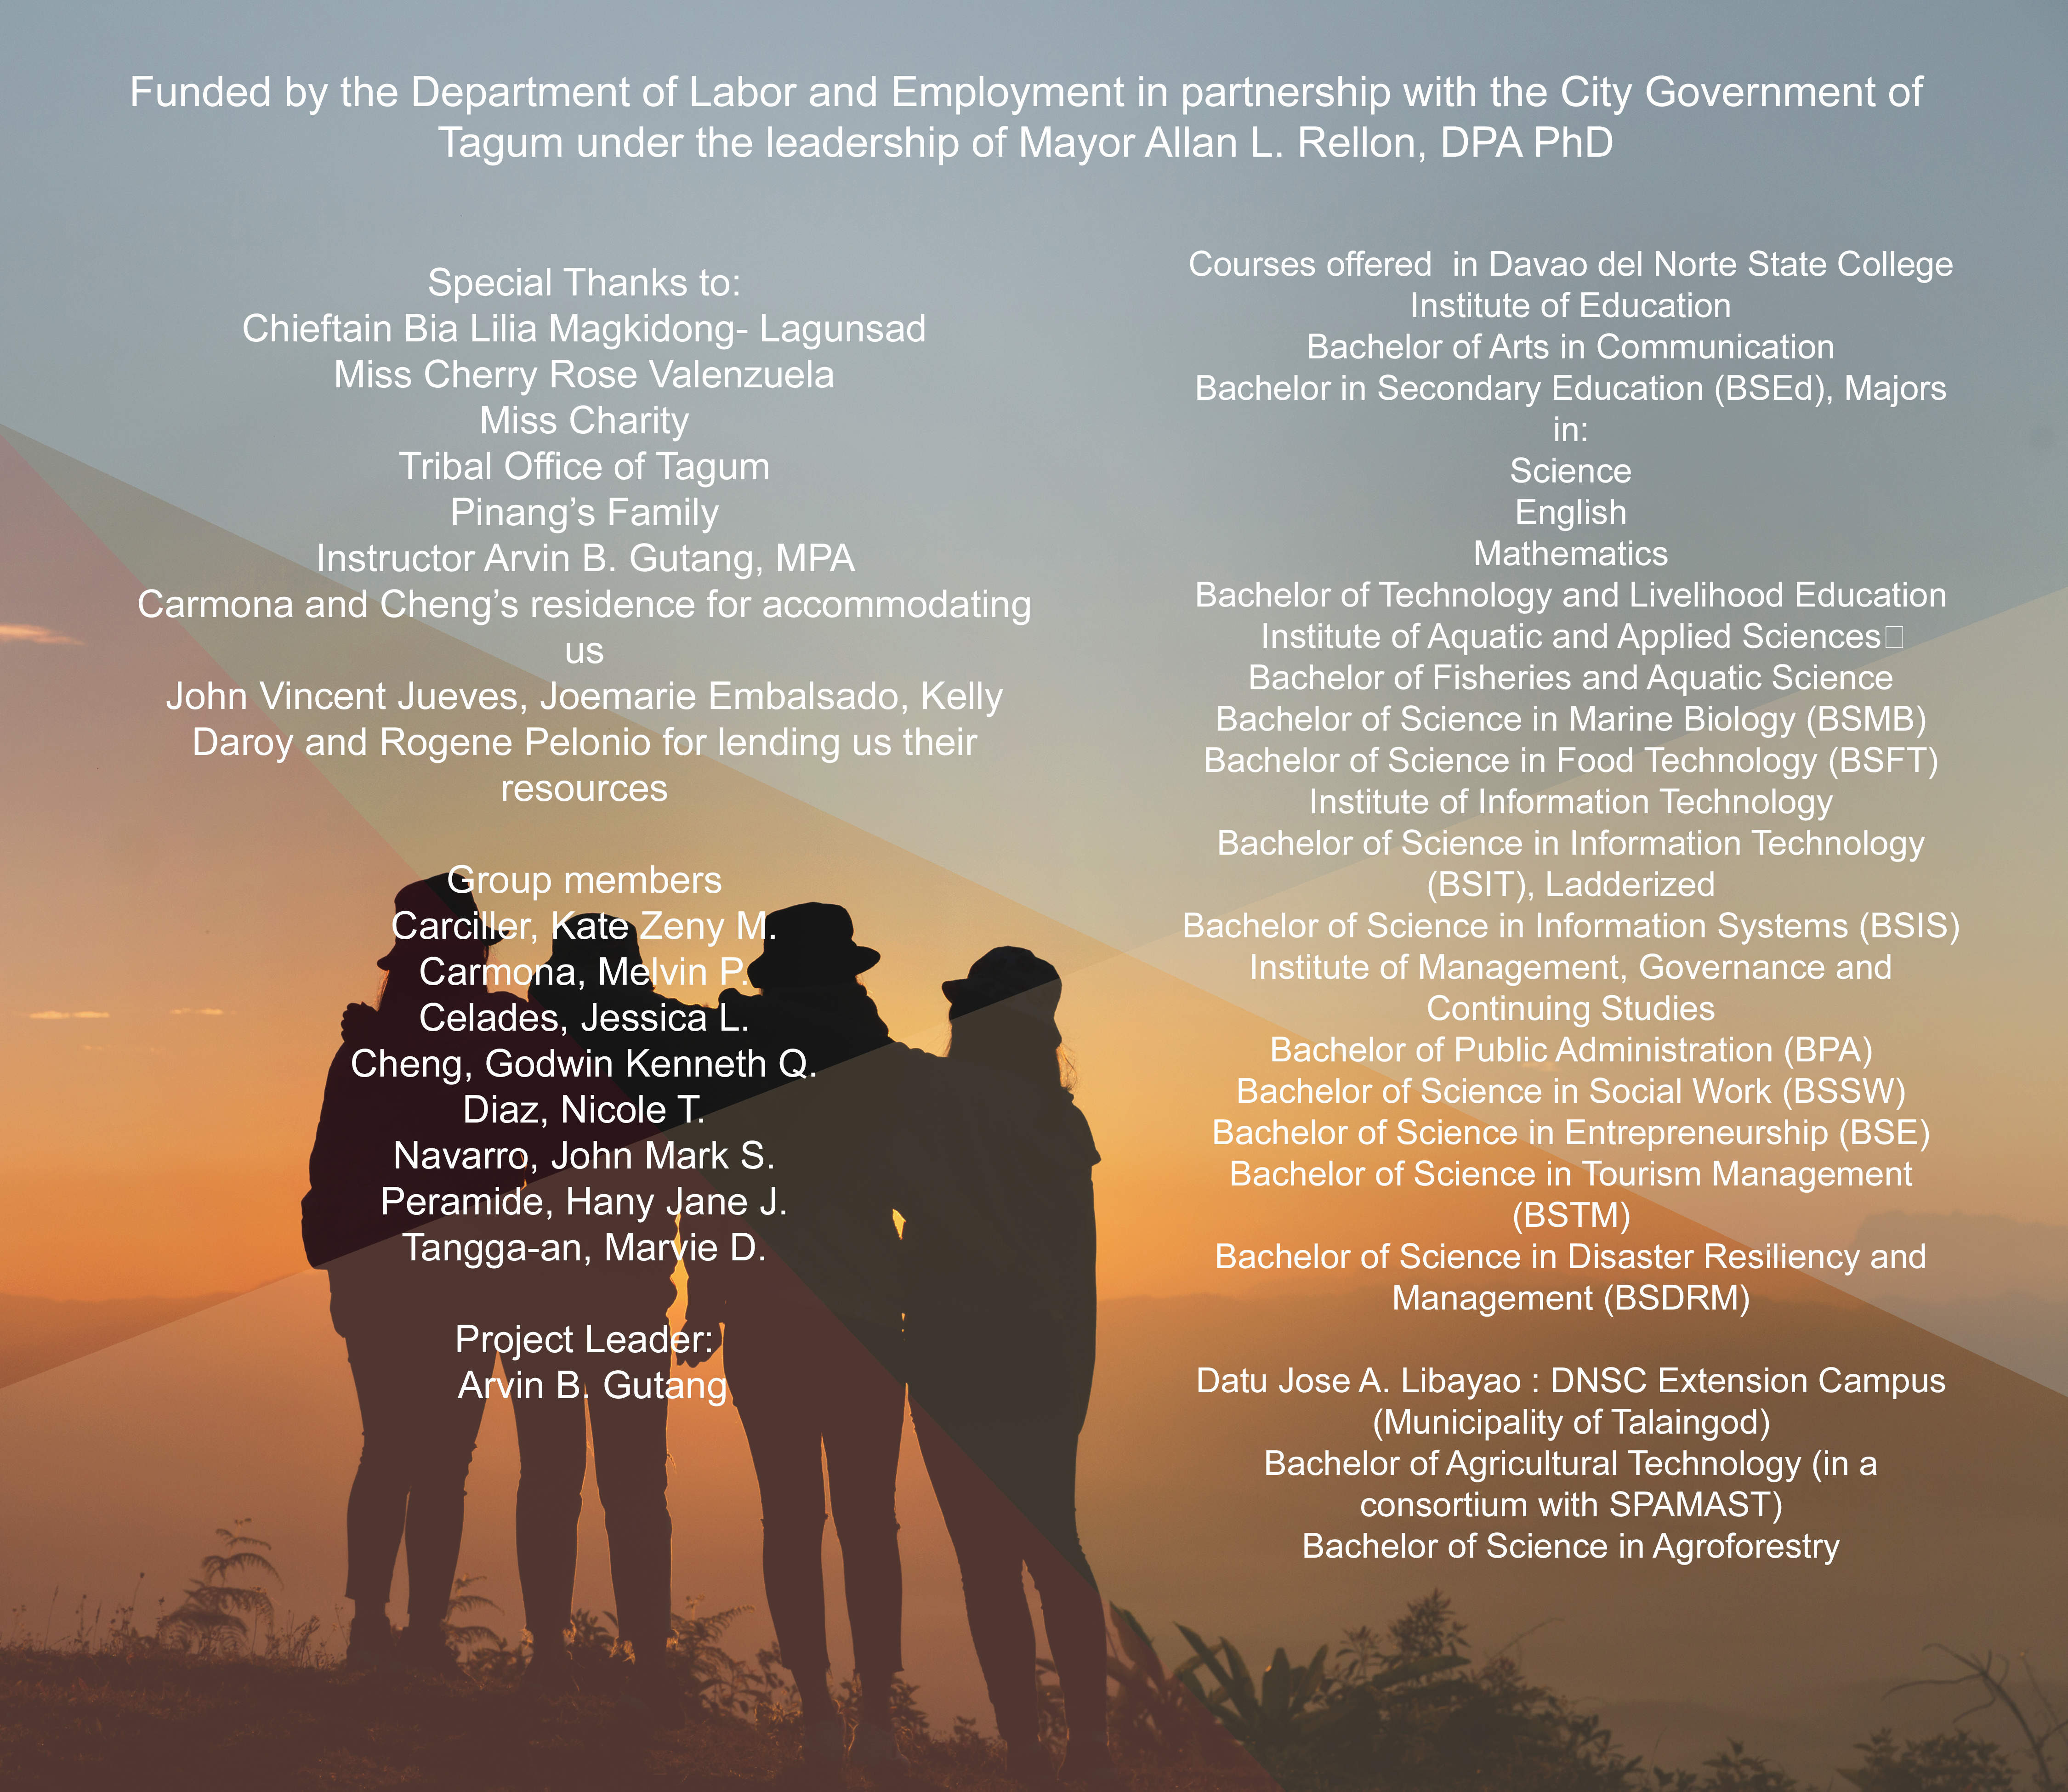 Funded by the Department of Labor and Employment in partnership with the City Government of
Tagum under the leadership of Mayor Allan L. Rellon, DPA PhD
Special Thanks to:
Chieftain Bia Lilia Magkidong- Lagunsad
Miss Cherry Rose Valenzuela
Miss Charity
Tribal Office of Tagum
Pinang’s Family
Instructor Arvin B. Gutang, MPA
Carmona and Cheng’s residence for accommodating
us
John Vincent Jueves, Joemarie Embalsado, Kelly
Daroy and Rogene Pelonio for lending us their
resources
Group members
Carciller, Kate Zeny M.
Carmona, Melvin P.
Celades, Jessica L.
Cheng, Godwin Kenneth Q.
Diaz, Nicole T.
Navarro, John Mark S.
Peramide, Hany Jane J.
Tangga-an, Marvie D.
Project Leader:
Arvin B. Gutang
Courses offered  in Davao del Norte State College
Institute of Education
Bachelor of Arts in Communication
Bachelor in Secondary Education (BSEd), Majors
in:
Science
English
Mathematics
Bachelor of Technology and Livelihood Education
Institute of Aquatic and Applied Sciences
Bachelor of Fisheries and Aquatic Science
Bachelor of Science in Marine Biology (BSMB)
Bachelor of Science in Food Technology (BSFT)
Institute of Information Technology
Bachelor of Science in Information Technology
(BSIT), Ladderized
Bachelor of Science in Information Systems (BSIS)
Institute of Management, Governance and
Continuing Studies
Bachelor of Public Administration (BPA)
Bachelor of Science in Social Work (BSSW)
Bachelor of Science in Entrepreneurship (BSE)
Bachelor of Science in Tourism Management
(BSTM)
Bachelor of Science in Disaster Resiliency and
Management (BSDRM)
Datu Jose A. Libayao : DNSC Extension Campus
(Municipality of Talaingod)
Bachelor of Agricultural Technology (in a
consortium with SPAMAST)
Bachelor of Science in Agroforestry